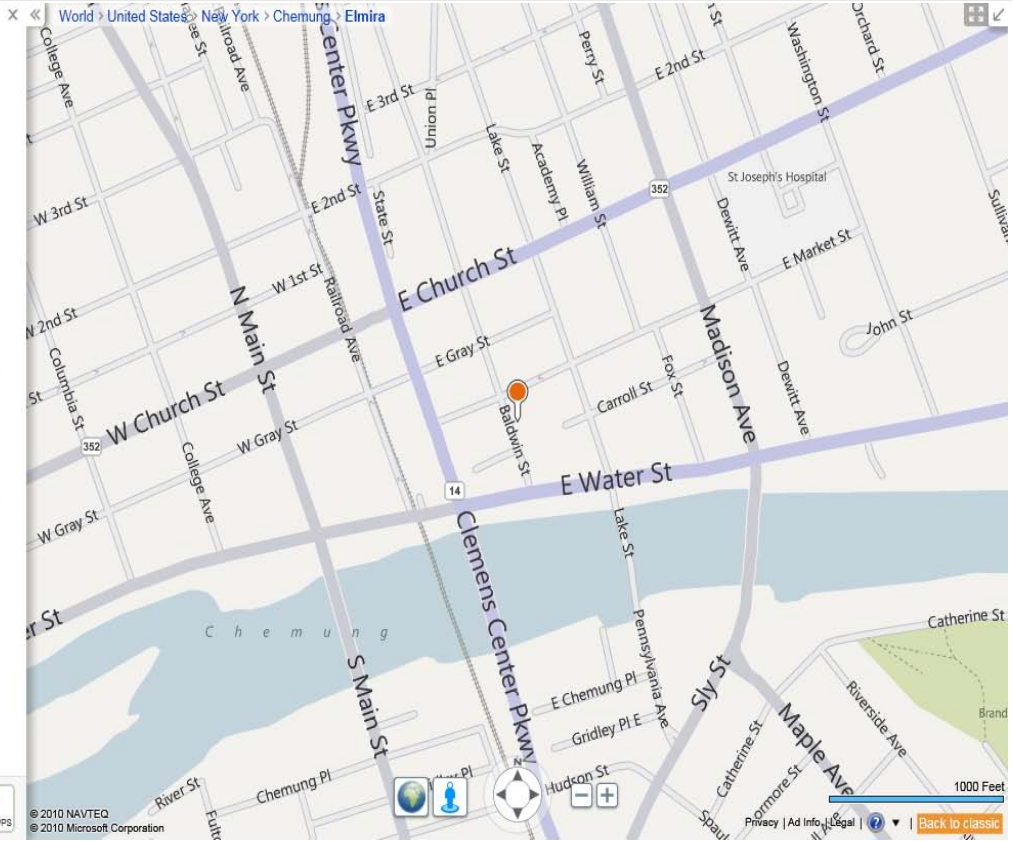 World > United States > New York > Chemung > Elmira
College Ave
Railroad Ave
Center Pkwy
E 3rd St
Union Pl
Perry St
E 2nd St
Washington St
Orchard St
Lake St
Academy Pl
William St
352
St Joseph's Hospital
W 3rd St
E 2nd St
State St
Dewitt Ave
E Market St
E Church St
W 1st St
Railroad Ave
N Main St
W 2nd St
John St
E Gray St
Madison Ave
Columbia St
St
Fox St
Dewitt Ave
Carroll St
Baldwin St
W Church St
352
W Gray St
College Ave
E Water St
14
W Gray St
Lake St
Clemens Center Pkwy
Chemung
er St
Catherine St
Pennsylvania Ave
S Main St
Sly St
E Chemung Pl
Gridley Pl E
Riverside Ave
Brand
Maple Ave
Catherine St
N
Hudson St
Chemung Pl
River St
1000 Feet
© 2010 NAVTEQ
© 2010 Microsoft Corporation
Privacy | Ad Info | Legal | ? ▼ | Back to classic